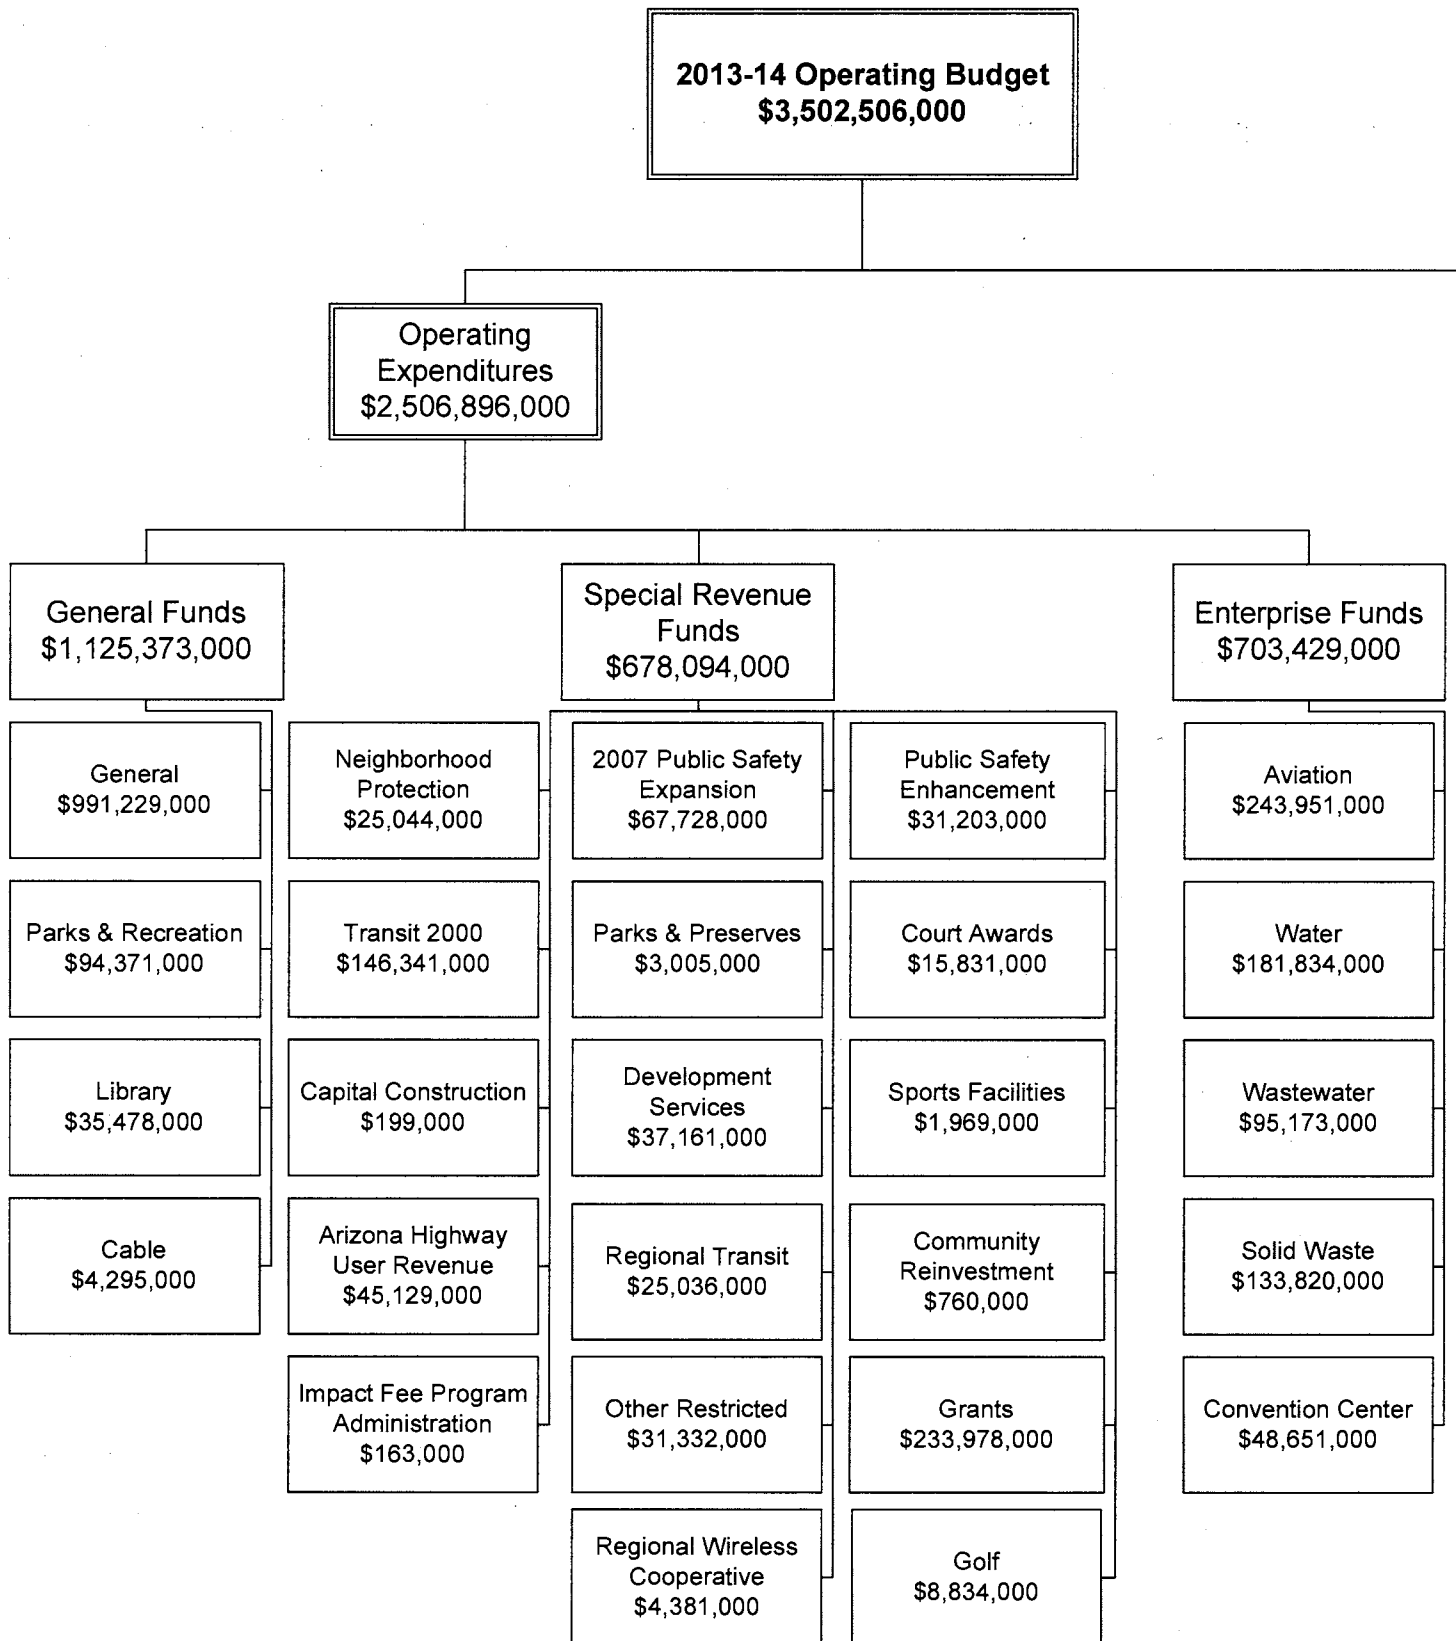 2013-14 Operating Budget
$3,502,506,000
Operating
Expenditures
$2,506,896,000
General Funds
$1,125,373,000
Special Revenue
Funds
$678,094,000
Enterprise Funds
$703,429,000
General
$991,229,000
Neighborhood
Protection
$25,044,000
2007 Public Safety
Expansion
$67,728,000
Public Safety
Enhancement
$31,203,000
Aviation
$243,951,000
Parks & Recreation
$94,371,000
Transit 2000
$146,341,000
Parks & Preserves
$3,005,000
Court Awards
$15,831,000
Water
$181,834,000
Library
$35,478,000
Capital Construction
$199,000
Development
Services
$37,161,000
Sports Facilities
$1,969,000
Wastewater
$95,173,000
Cable
$4,295,000
Arizona Highway
User Revenue
$45,129,000
Regional Transit
$25,036,000
Community
Reinvestment
$760,000
Solid Waste
$133,820,000
Impact Fee Program
Administration
$163,000
Other Restricted
$31,332,000
Grants
$233,978,000
Convention Center
$48,651,000
Regional Wireless
Cooperative
$4,381,000
Golf
$8,834,000